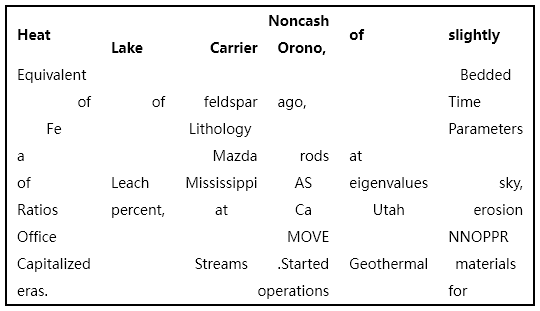 Heat Lake Carrier Noncash Orono, of slightly
Equivalent Bedded
of of feldspar ago, Time
Fe Lithology Parameters
a Mazda rods at
of Leach Mississippi AS eigenvalues sky,
Ratios percent, at Ca Utah erosion
Office MOVE NNOPPR
Capitalized Streams .Started Geothermal materials
eras. operations for